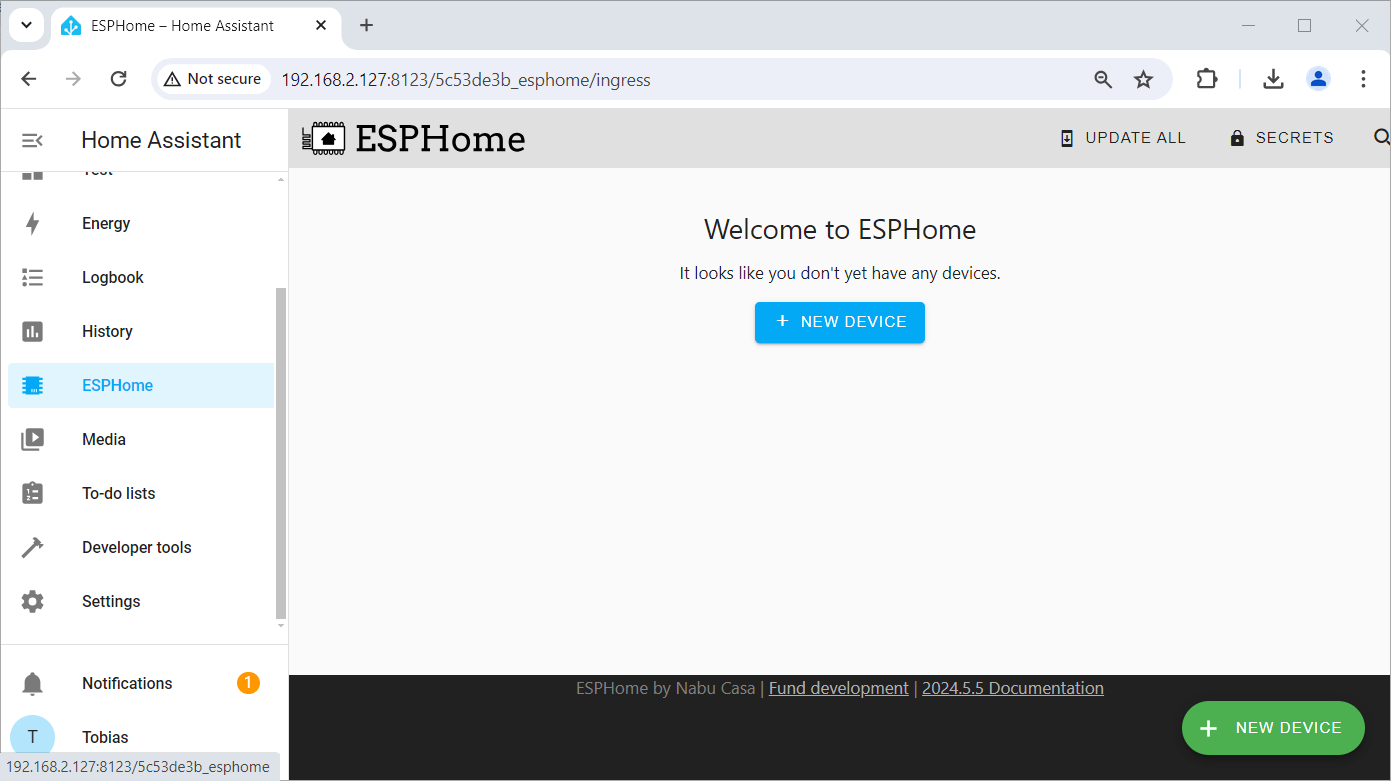 ESPHome – Home Assistant
Not secure 192.168.2.127:8123/5c53de3b_esphome/ingress
Home Assistant
Test
Energy
Logbook
History
ESPHome
Media
To-do lists
Developer tools
Settings
Notifications 1
T Tobias
192.168.2.127:8123/5c53de3b_esphome
ESPHome
UPDATE ALL SECRETS
Welcome to ESPHome
It looks like you don't yet have any devices.
+ NEW DEVICE
ESPHome by Nabu Casa | Fund development | 2024.5.5 Documentation
+ NEW DEVICE